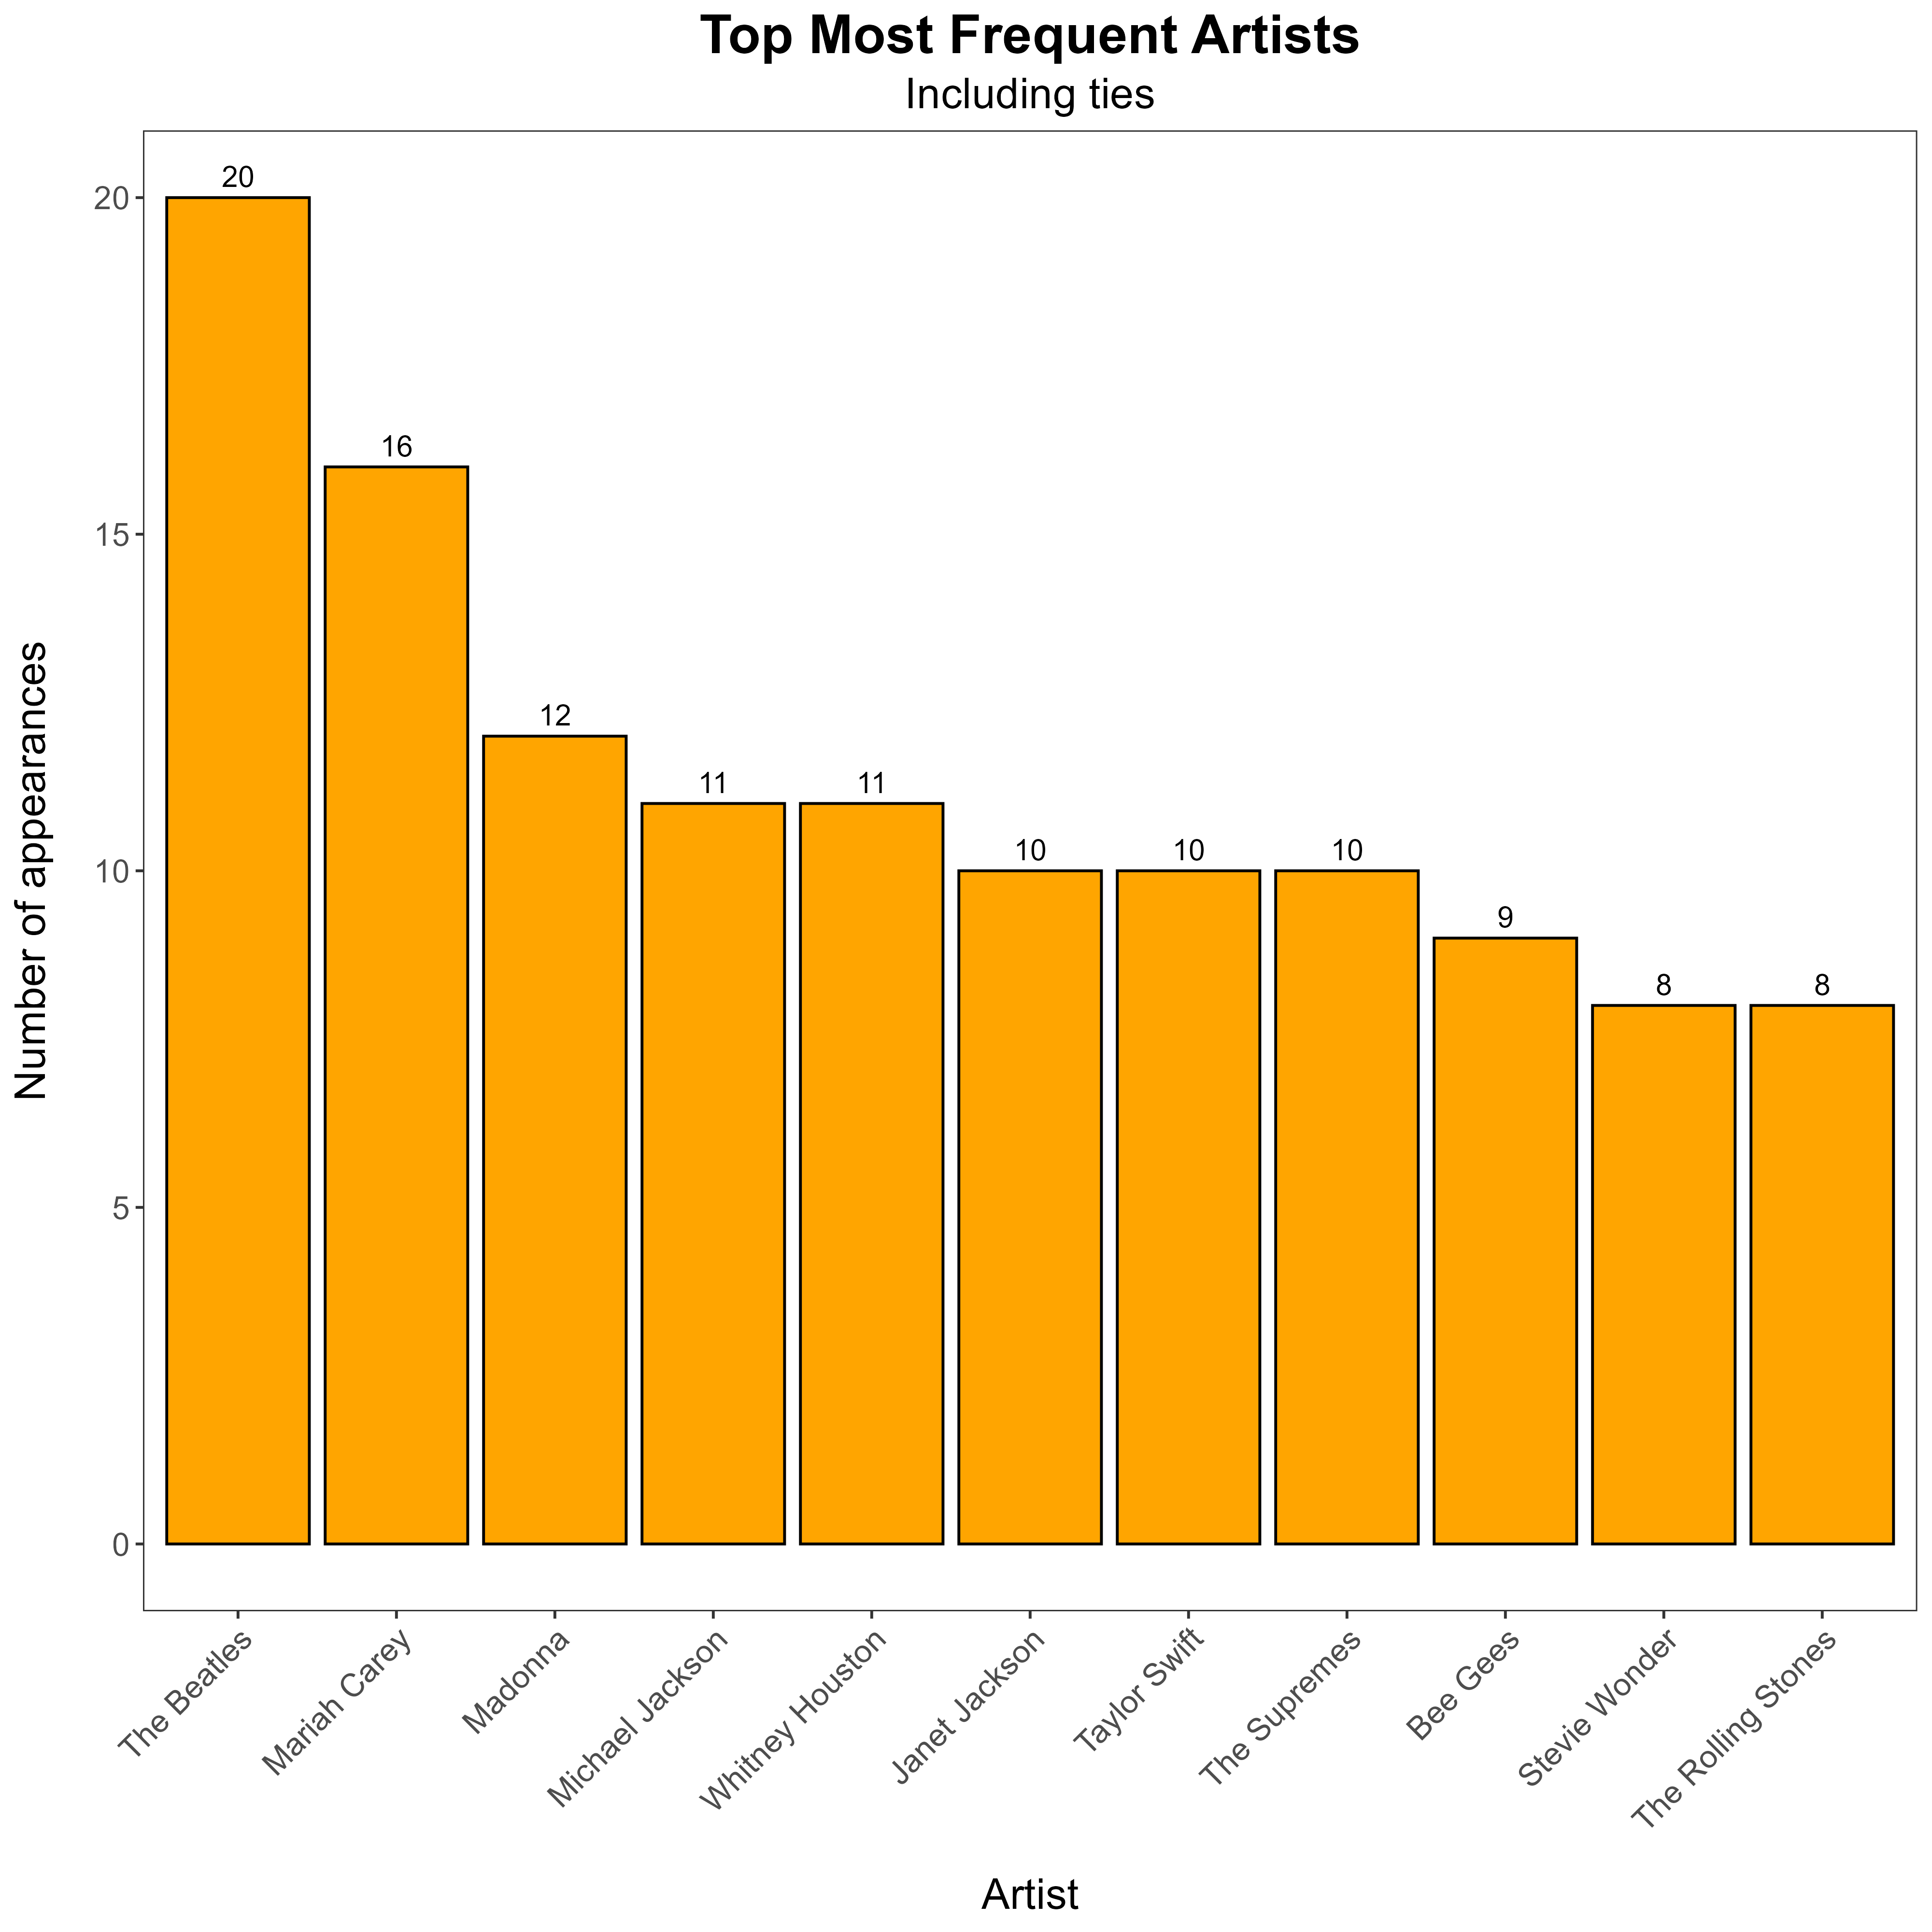 Top Most Frequent Artists
Including ties
Number of appearances
20
15
10
5
0
20
16
12
11
11
10
10
10
9
8
8
The Beatles
Mariah Carey
Madonna
Michael Jackson
Whitney Houston
Janet Jackson
Taylor Swift
The Supremes
Bee Gees
Stevie Wonder
The Rolling Stones
Artist